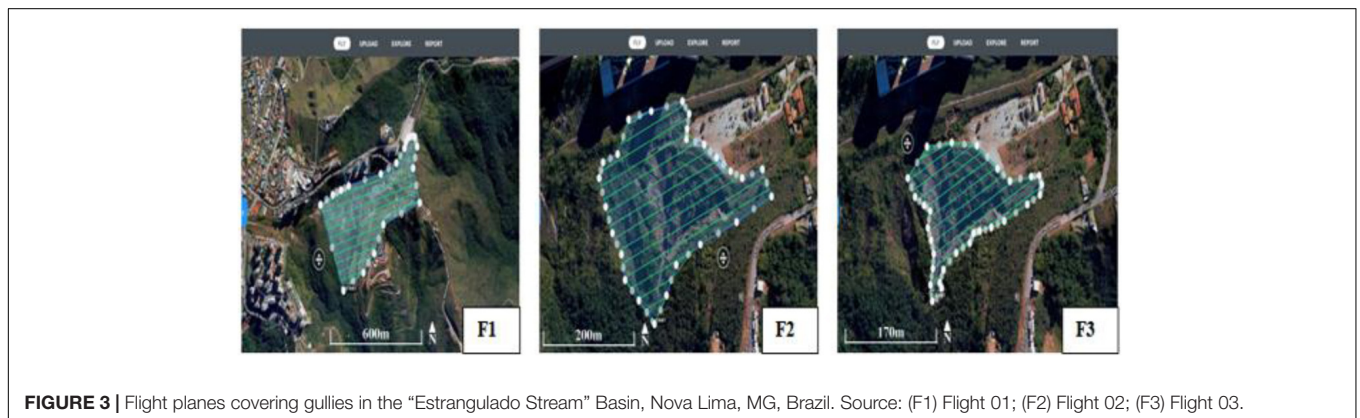 FLY UPLOAD EXPLORE REPORT
600m
N
F1
FLY UPLOAD EXPLORE REPORT
200m
N
F2
FLY UPLOAD EXPLORE REPORT
170m
N
F3
FIGURE 3 | Flight planes covering gullies in the “Estrangulado Stream” Basin, Nova Lima, MG, Brazil. Source: (F1) Flight 01; (F2) Flight 02; (F3) Flight 03.